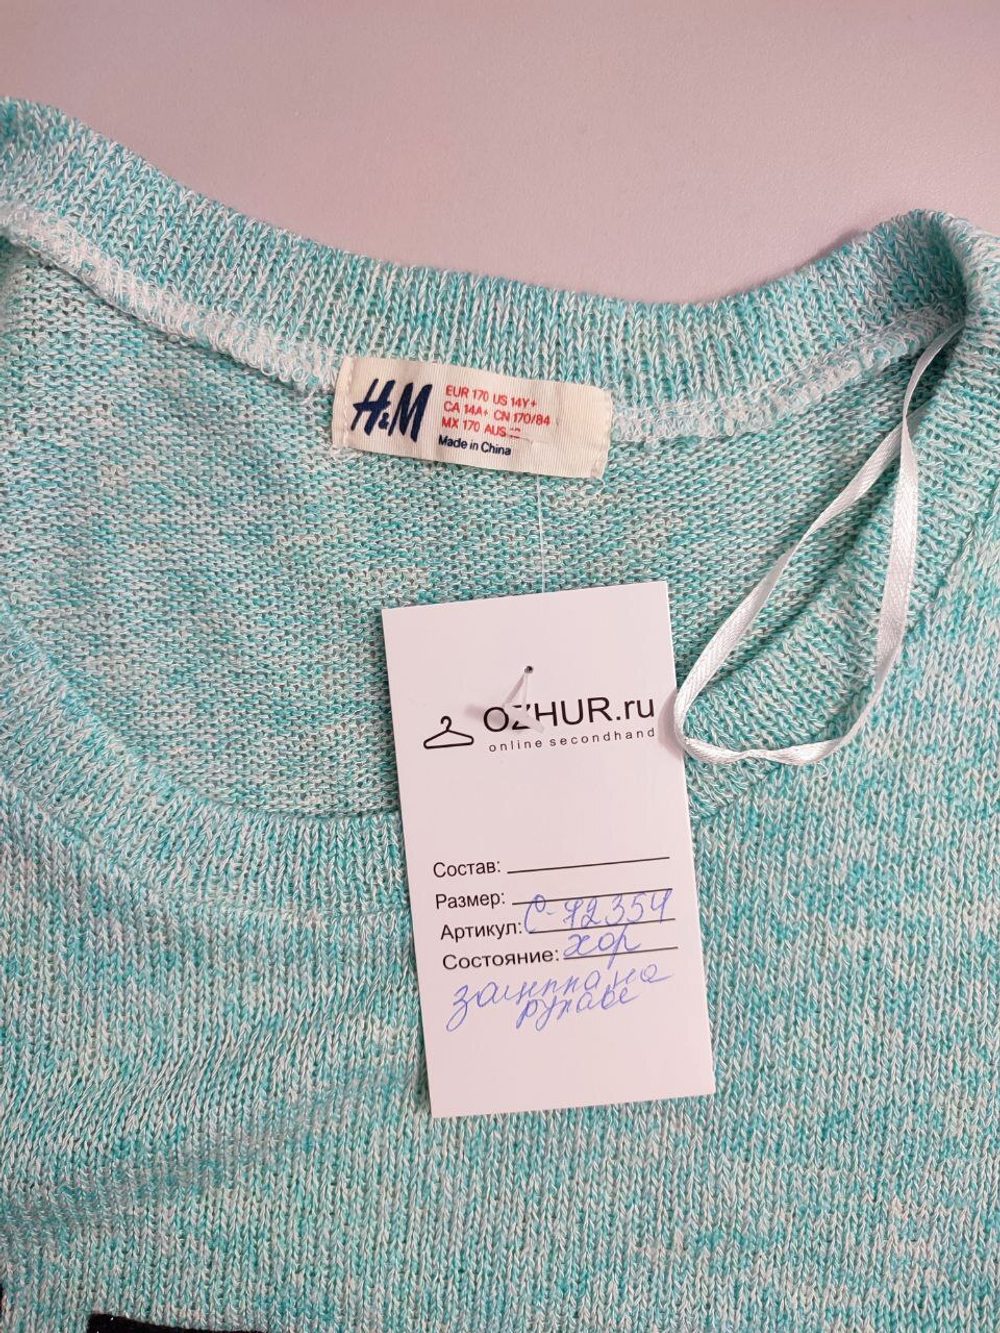 H&M
EUR 170 US 14Y+
CA 14A+ CN 170/84
MX 170 AUS
Made in China
OZHUR.ru
online secondhand
Состав:
Размер:
Артикул: С-72354
Состояние: хор
на
рукаве